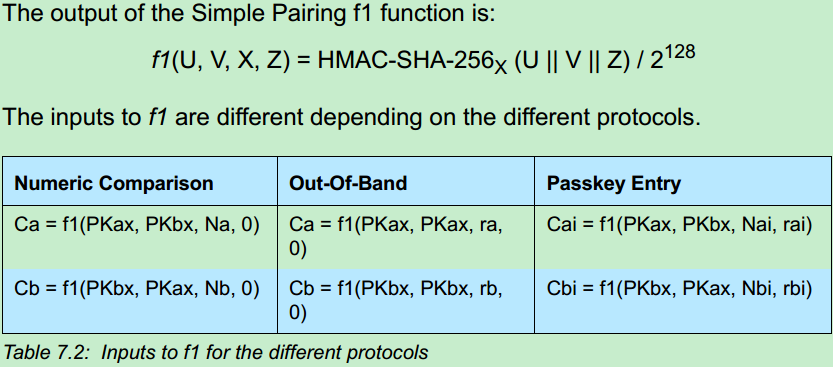 The output of the Simple Pairing f1 function is:
f1(U, V, X, Z) = HMAC-SHA-256X (U || V || Z) / 2128
The inputs to f1 are different depending on the different protocols.
Numeric Comparison Out-Of-Band Passkey Entry
Ca = f1(PKax, PKbx, Na, 0) Ca = f1(PKax, PKax, ra, Cai = f1(PKax, PKbx, Nai, rai)
0)
Cb = f1(PKbx, PKax, Nb, 0) Cb = f1(PKbx, PKbx, rb, Cbi = f1(PKbx, PKax, Nbi, rbi)
0)
Table 7.2: Inputs to f1 for the different protocols